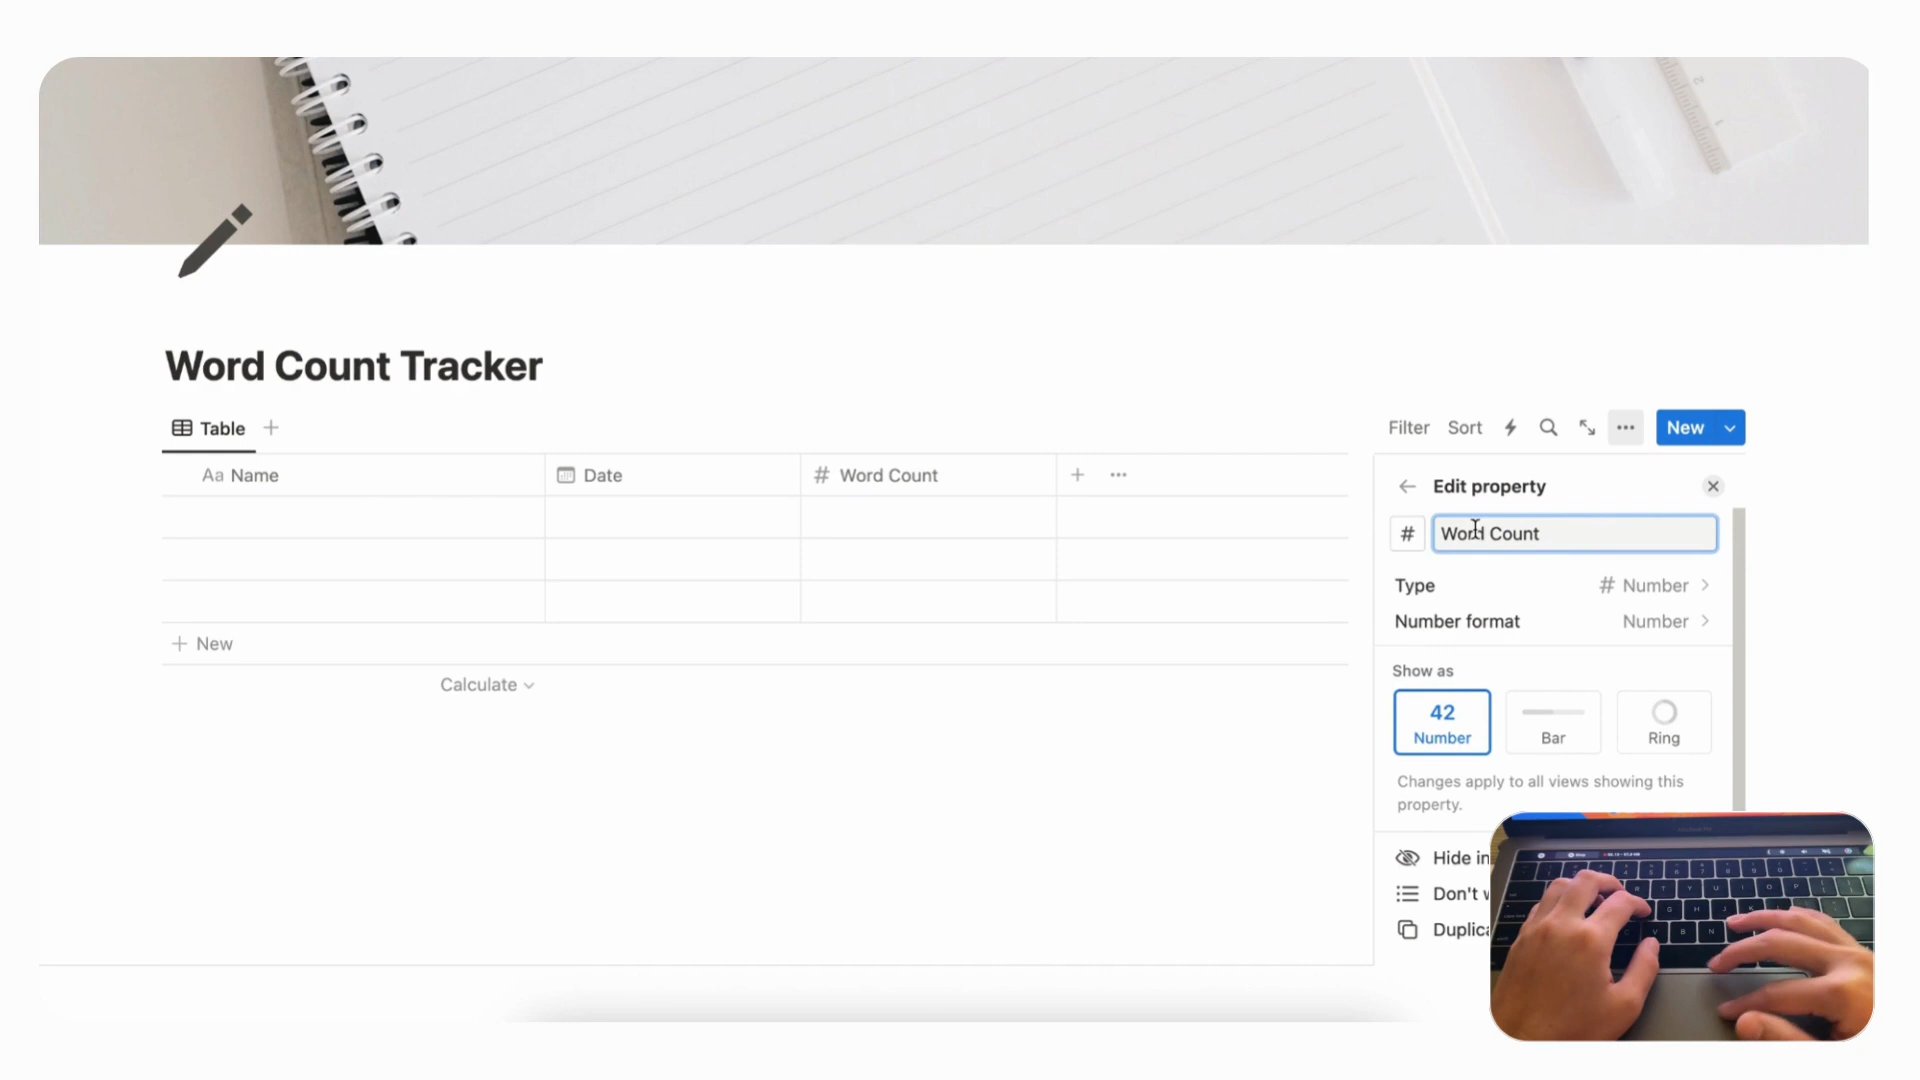 Word Count Tracker
Table
Filter Sort New
Aa Name Date # Word Count
Edit property
# Word Count
Type # Number
Number format Number
New
Show as
Calculate
42
Number Bar Ring
Changes apply to all views showing this
property.
Hide in
Don't
Duplica